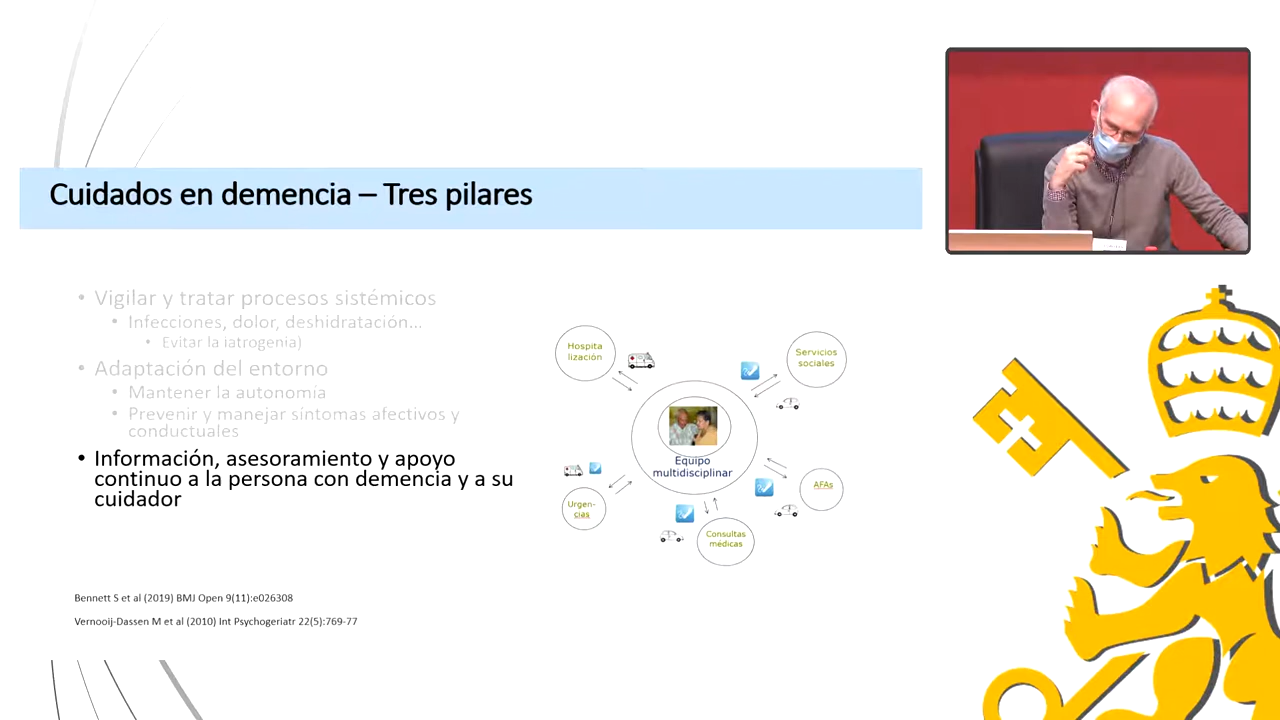 Cuidados en demencia – Tres pilares
• Vigilar y tratar procesos sistémicos
• Infecciones, dolor, deshidratación...
• Evitar la iatrogenia)
• Adaptación del entorno
• Mantener la autonomía
• Prevenir y manejar síntomas afectivos y
conductuales
• Información, asesoramiento y apoyo
continuo a la persona con demencia y a su
cuidador
Hospita
lización
Servicios
sociales
Equipo
multidisciplinar
Urgen-
cias
AFAs
Consultas
médicas
Bennett S et al (2019) BMJ Open 9(11):e026308
Vernooij-Dassen M et al (2010) Int Psychogeriatr 22(5):769-77